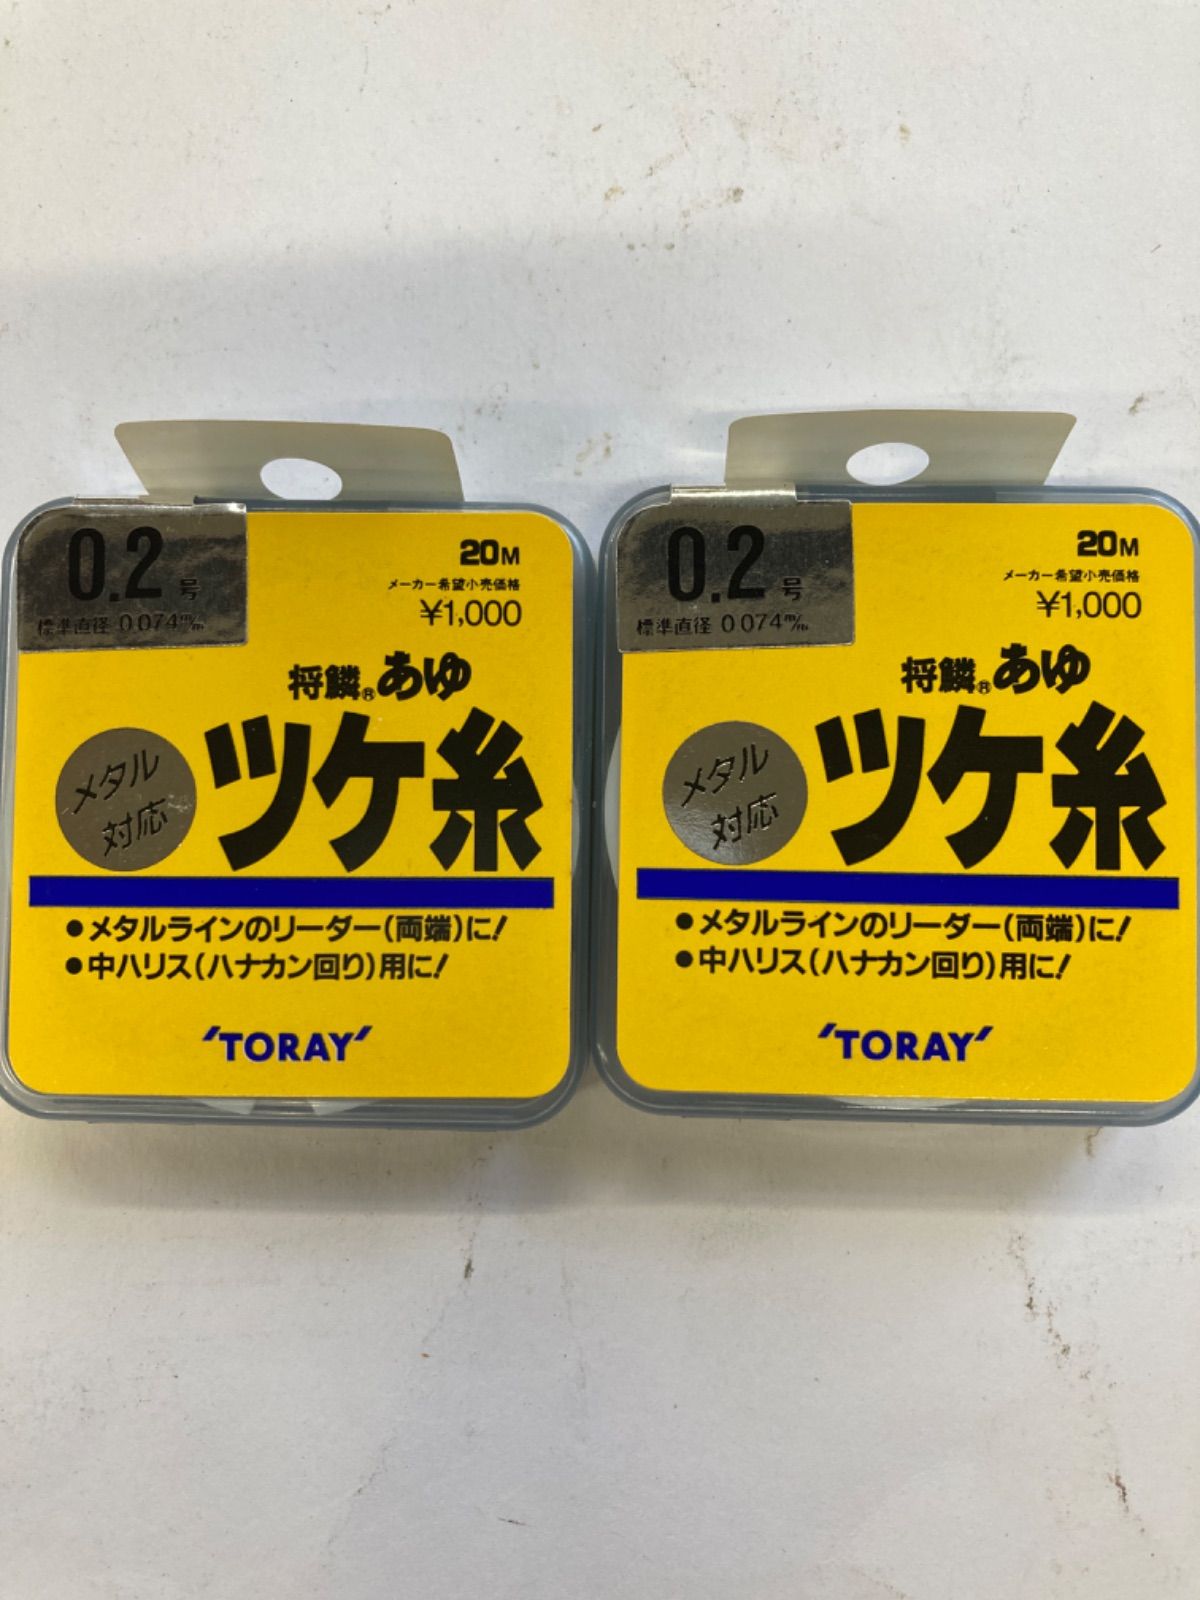 0.2号
標準直径 0.074m/m
20M
メーカー希望小売価格
¥1,000
将鱗®あゆ
メタル
対応
ツケ糸
●メタルラインのリーダー(両端)に!
●中ハリス(ハナカン回り)用に!
'TORAY'
0.2号
標準直径 0.074m/m
20M
メーカー希望小売価格
¥1,000
将鱗®あゆ
メタル
対応
ツケ糸
●メタルラインのリーダー(両端)に!
●中ハリス(ハナカン回り)用に!
'TORAY'